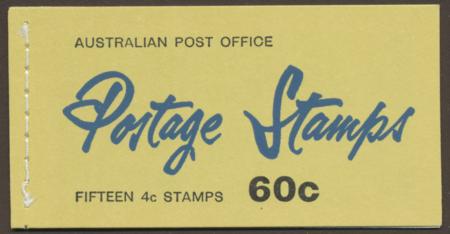 AUSTRALIAN POST OFFICE
Postage Stamps
FIFTEEN 4c STAMPS 60c